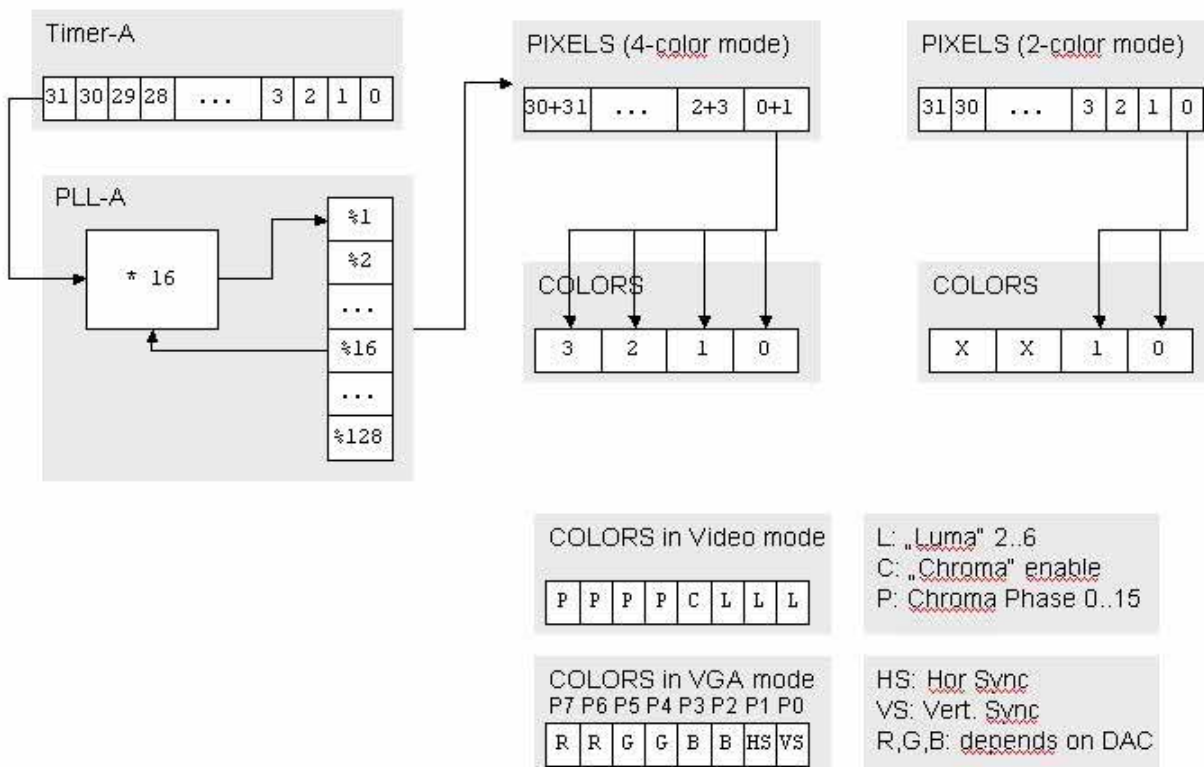 Timer-A
31 30 29 28 ... 3 2 1 0
PLL-A
* 16
%1
%2
...
%16
...
%128
PIXELS (4-color mode)
30+31 ... 2+3 0+1
COLORS
3 2 1 0
PIXELS (2-color mode)
31 30 ... 3 2 1 0
COLORS
X X 1 0
COLORS in Video mode
P P P P C L L L
L: „Luma" 2..6
C: „Chroma" enable
P: Chroma Phase 0..15
COLORS in VGA mode
P7 P6 P5 P4 P3 P2 P1 P0
R R G G B B HS VS
HS: Hor Sync
VS: Vert. Sync
R,G,B: depends on DAC